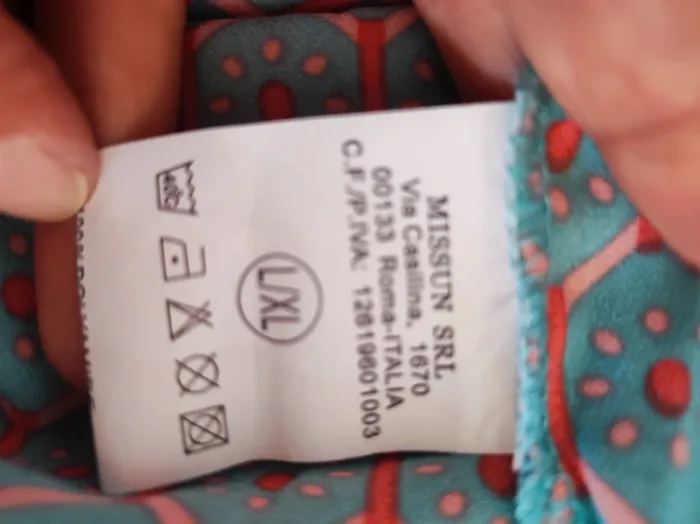 MISSUN SRL
Via Casilina, 1670
00133 Roma-ITALIA
C.F./P.IVA: 12619601003
L/XL